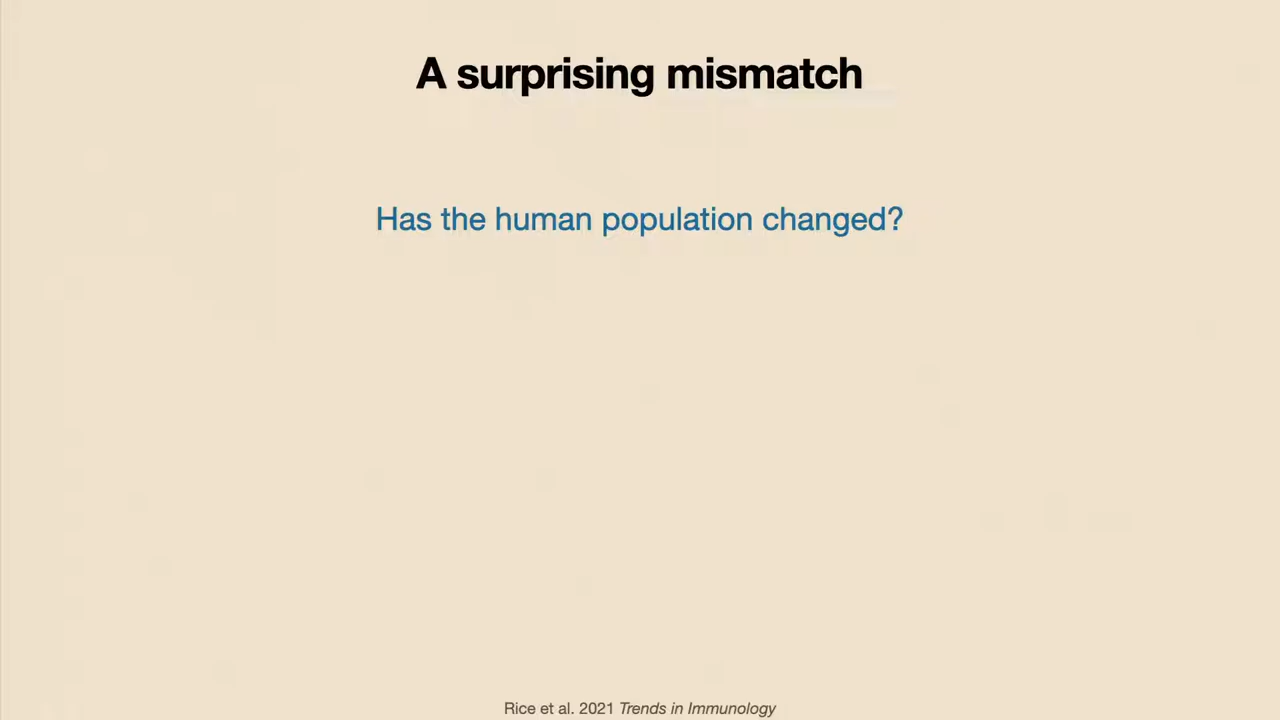 A surprising mismatch
Has the human population changed?
Rice et al. 2021 Trends in Immunology